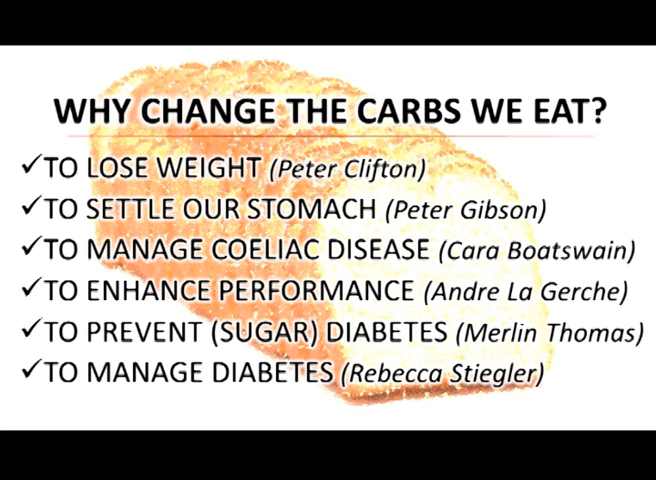 WHY CHANGE THE CARBS WE EAT?
✓TO LOSE WEIGHT (Peter Clifton)
✓TO SETTLE OUR STOMACH (Peter Gibson)
✓TO MANAGE COELIAC DISEASE (Cara Boatswain)
✓TO ENHANCE PERFORMANCE (Andre La Gerche)
✓TO PREVENT (SUGAR) DIABETES (Merlin Thomas)
✓TO MANAGE DIABETES (Rebecca Stiegler)